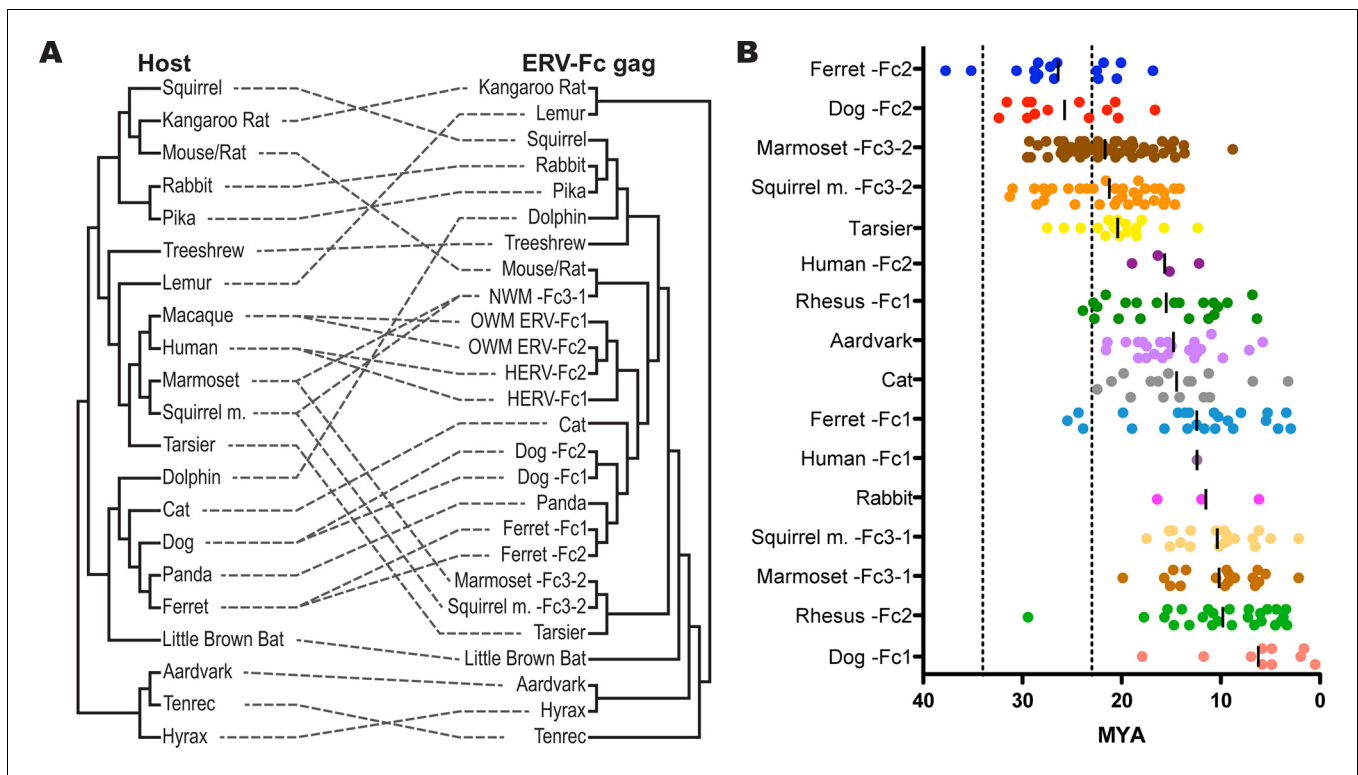 A
Host
ERV-Fc gag
Squirrel
Kangaroo Rat
Mouse/Rat
Rabbit
Pika
Treeshrew
Lemur
Macaque
Human
Marmoset
Squirrel m.
Tarsier
Dolphin
Cat
Dog
Panda
Ferret
Little Brown Bat
Aardvark
Tenrec
Hyrax
Kangaroo Rat
Lemur
Squirrel
Rabbit
Pika
Dolphin
Treeshrew
Mouse/Rat
NWM -Fc3-1
OWM ERV-Fc1
OWM ERV-Fc2
HERV-Fc2
HERV-Fc1
Cat
Dog -Fc2
Dog -Fc1
Panda
Ferret -Fc1
Ferret -Fc2
Marmoset -Fc3-2
Squirrel m. -Fc3-2
Tarsier
Little Brown Bat
Aardvark
Hyrax
Tenrec
B
Ferret -Fc2
Dog -Fc2
Marmoset -Fc3-2
Squirrel m. -Fc3-2
Tarsier
Human -Fc2
Rhesus -Fc1
Aardvark
Cat
Ferret -Fc1
Human -Fc1
Rabbit
Squirrel m. -Fc3-1
Marmoset -Fc3-1
Rhesus -Fc2
Dog -Fc1
40 30 20 10 0
MYA